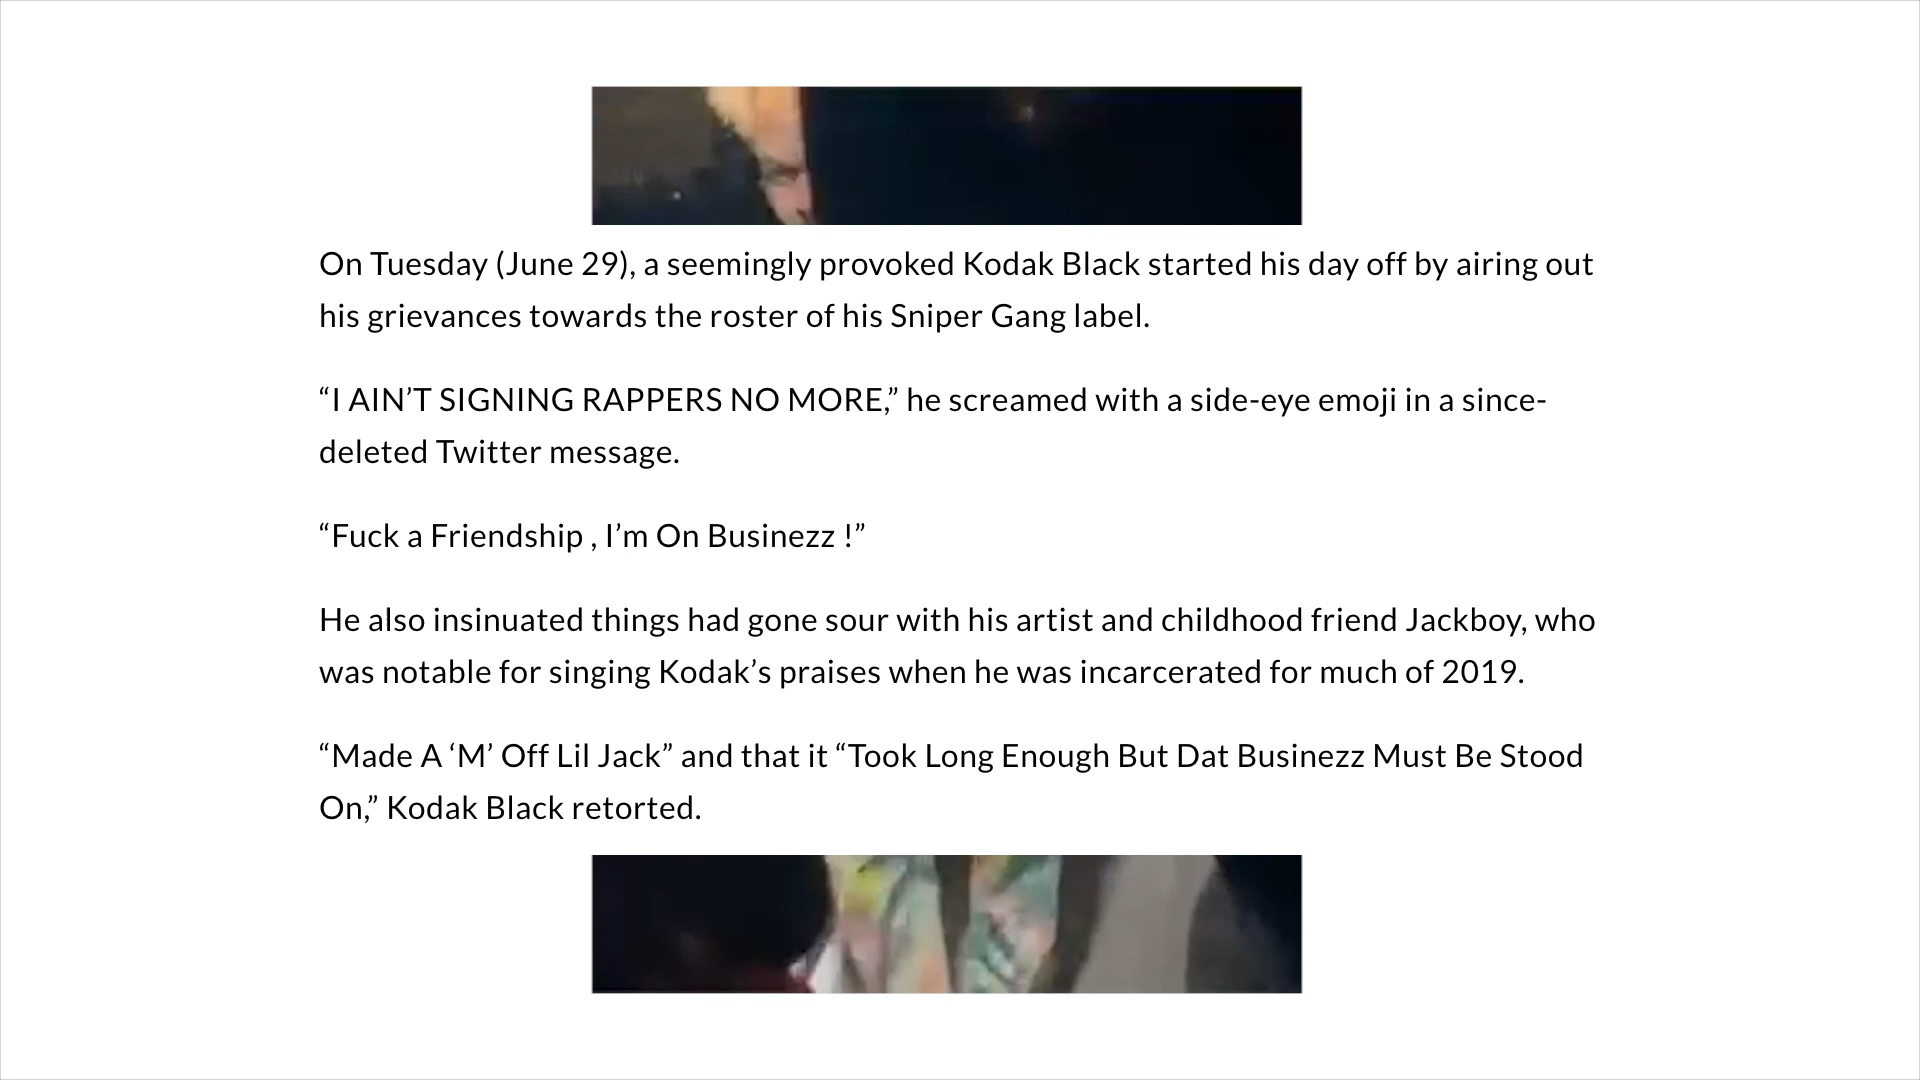 On Tuesday (June 29), a seemingly provoked Kodak Black started his day off by airing out
his grievances towards the roster of his Sniper Gang label.
“I AIN’T SIGNING RAPPERS NO MORE,” he screamed with a side-eye emoji in a since-
deleted Twitter message.
“Fuck a Friendship , I’m On Businezz !”
He also insinuated things had gone sour with his artist and childhood friend Jackboy, who
was notable for singing Kodak’s praises when he was incarcerated for much of 2019.
“Made A ‘M’ Off Lil Jack” and that it “Took Long Enough But Dat Businezz Must Be Stood
On,” Kodak Black retorted.